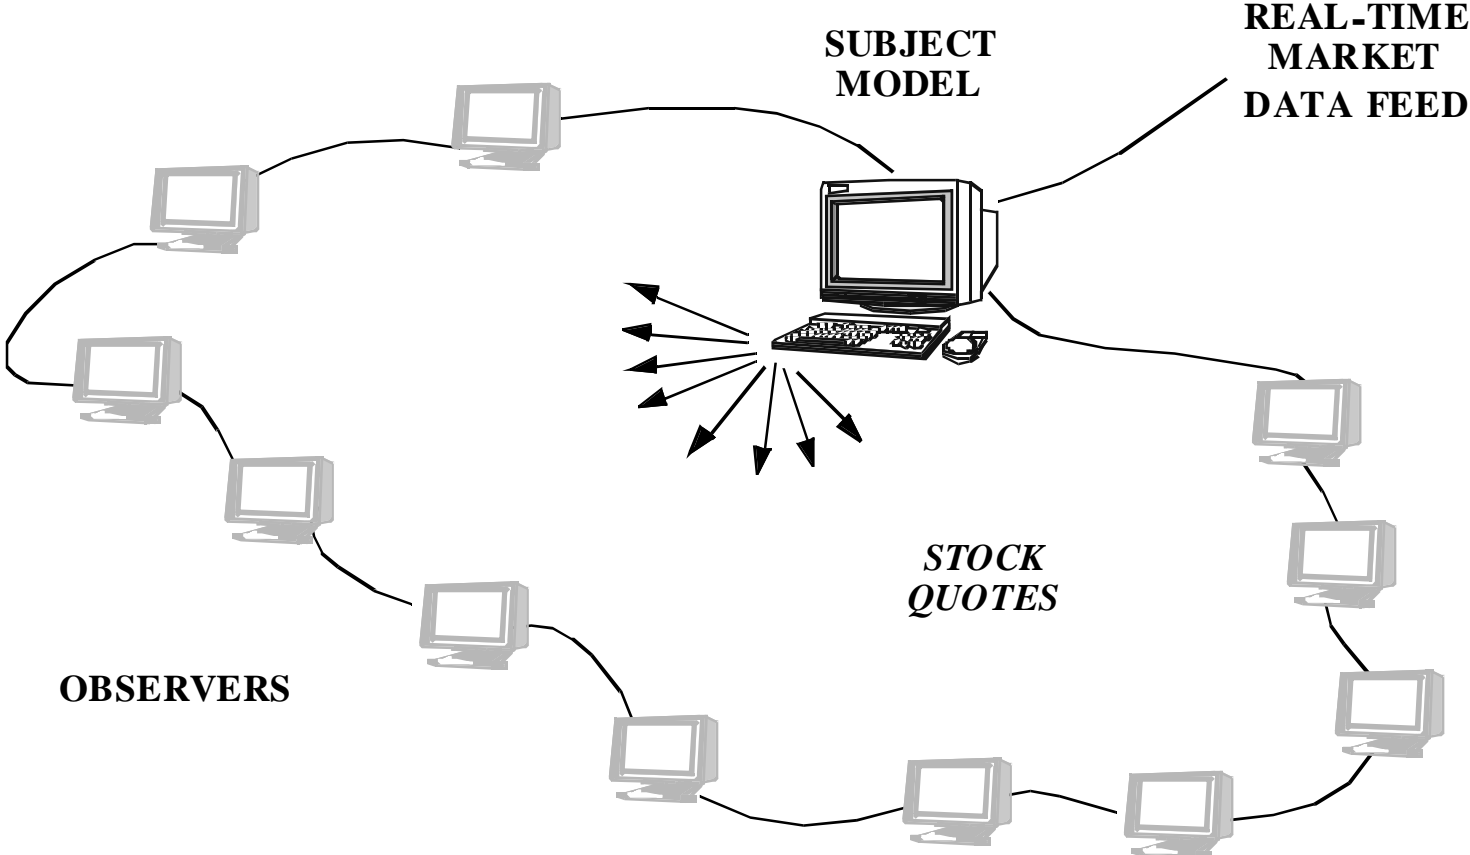 SUBJECT
MODEL
REAL-TIME
MARKET
DATA FEED
STOCK
QUOTES
OBSERVERS